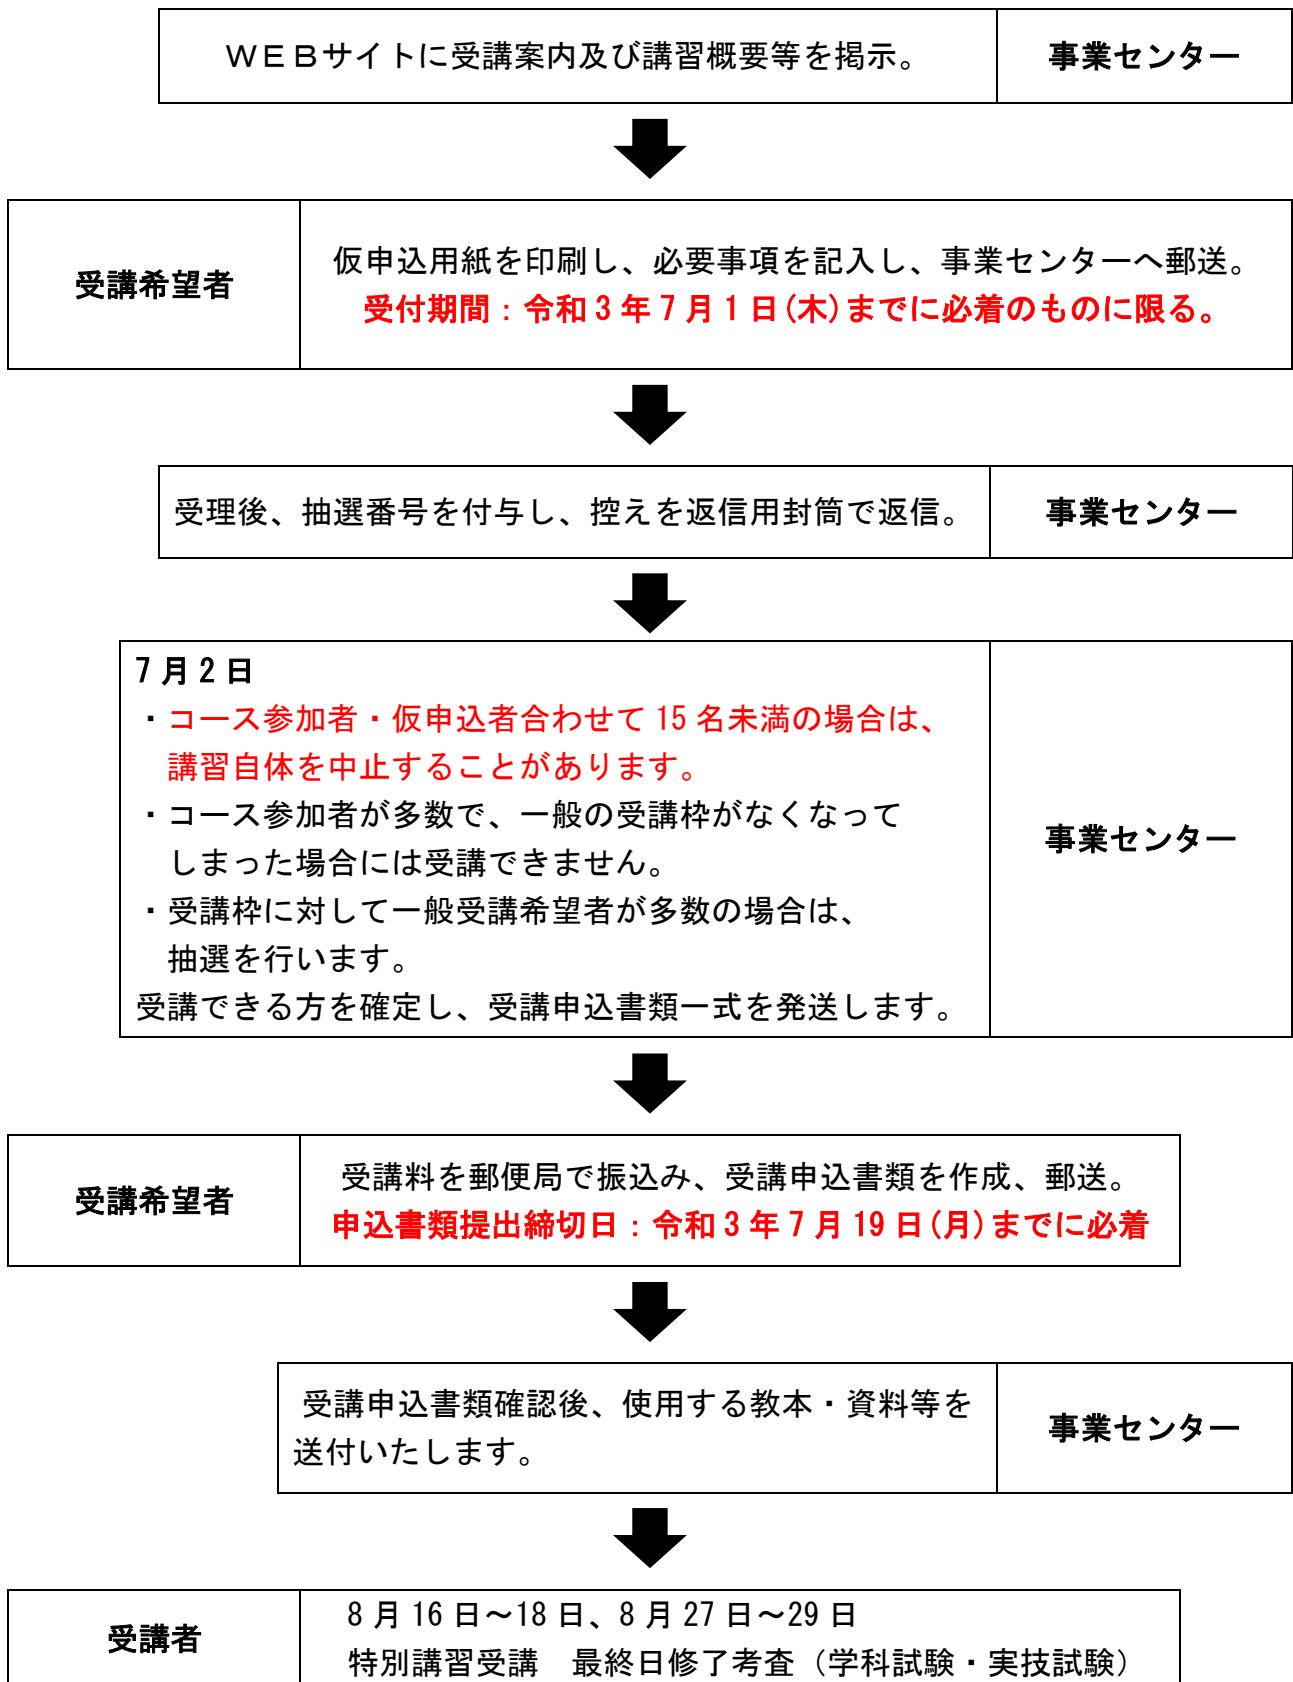 ＷＥＢサイトに受講案内及び講習概要等を掲示。
事業センター
受講希望者
仮申込用紙を印刷し、必要事項を記入し、事業センターへ郵送。
受付期間：令和3年7月1日(木)までに必着のものに限る。
受理後、抽選番号を付与し、控えを返信用封筒で返信。
事業センター
7月2日
・コース参加者・仮申込者合わせて15名未満の場合は、
講習自体を中止することがあります。
・コース参加者が多数で、一般の受講枠がなくなって
しまった場合には受講できません。
・受講枠に対して一般受講希望者が多数の場合は、
抽選を行います。
受講できる方を確定し、受講申込書類一式を発送します。
事業センター
受講希望者
受講料を郵便局で振込み、受講申込書類を作成、郵送。
申込書類提出締切日：令和3年7月19日(月)までに必着
受講申込書類確認後、使用する教本・資料等を
送付いたします。
事業センター
受講者
8月16日～18日、8月27日～29日
特別講習受講　最終日修了考査（学科試験・実技試験）